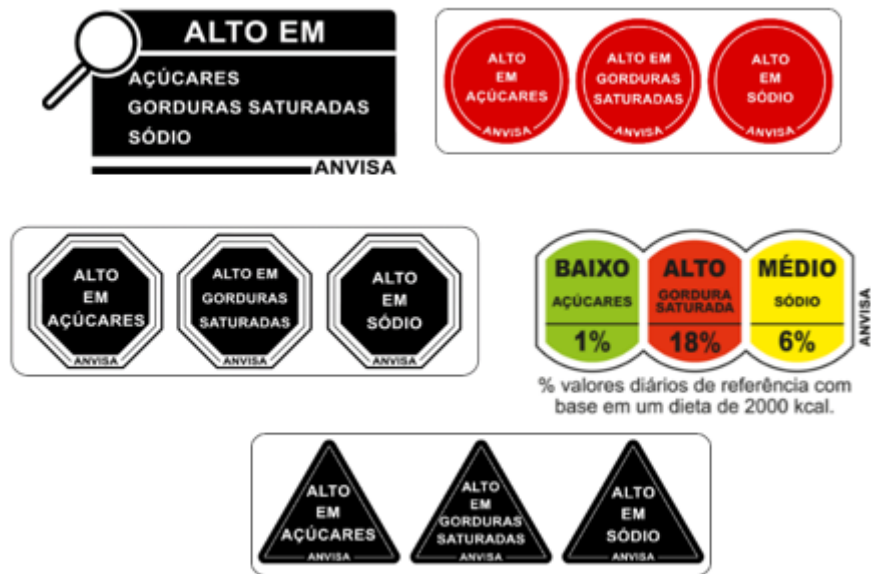 ALTO EM
AÇÚCARES
GORDURAS SATURADAS
SÓDIO
ANVISA
ALTO
EM
AÇÚCARES
ANVISA
ALTO EM
GORDURAS
SATURADAS
ANVISA
ALTO
EM
SÓDIO
ANVISA
ALTO
EM
AÇÚCARES
ANVISA
ALTO EM
GORDURAS
SATURADAS
ANVISA
ALTO
EM
SÓDIO
ANVISA
BAIXO
AÇÚCARES
1%
ALTO
GORDURA
SATURADA
18%
MÉDIO
SÓDIO
6%
ANVISA
% valores diários de referência com
base em um dieta de 2000 kcal.
ALTO
EM
AÇÚCARES
ANVISA
ALTO
EM
GORDURAS
SATURADAS
ANVISA
ALTO
EM
SÓDIO
ANVISA